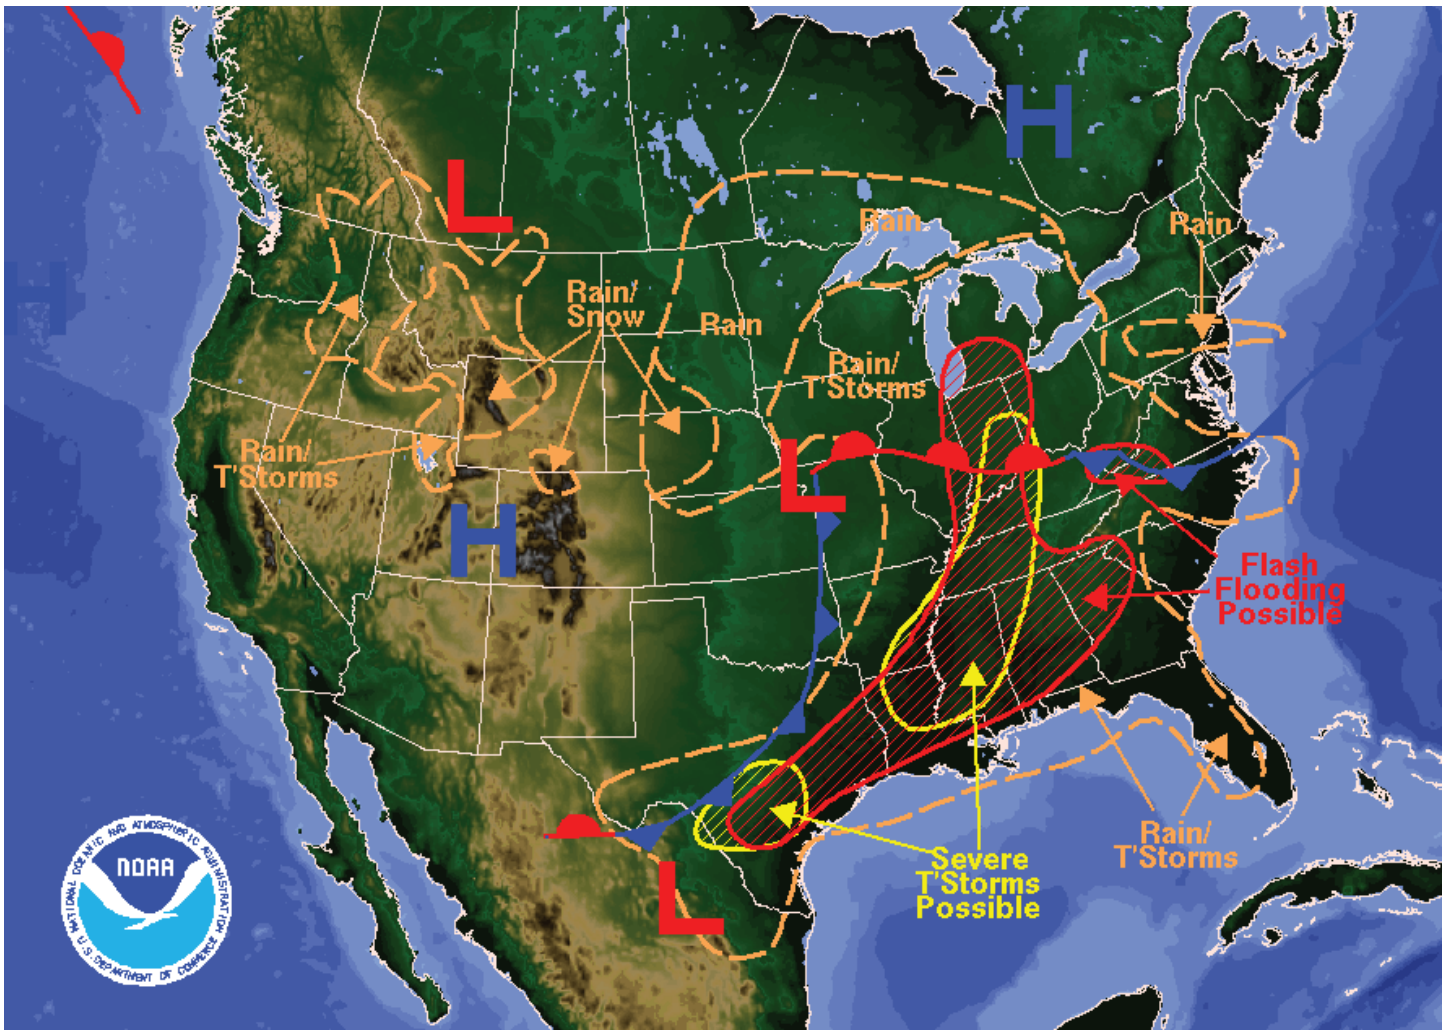 H
L
Rain
Rain
H
Rain/
Snow
Rain
Rain/
T'Storms
Rain/
T'Storms
L
H
Flash
Flooding
Possible
Rain/
T'Storms
Severe
T'Storms
Possible
L
NOAA
NATIONAL OCEANIC AND ATMOSPHERIC ADMINISTRATION
U.S. DEPARTMENT OF COMMERCE